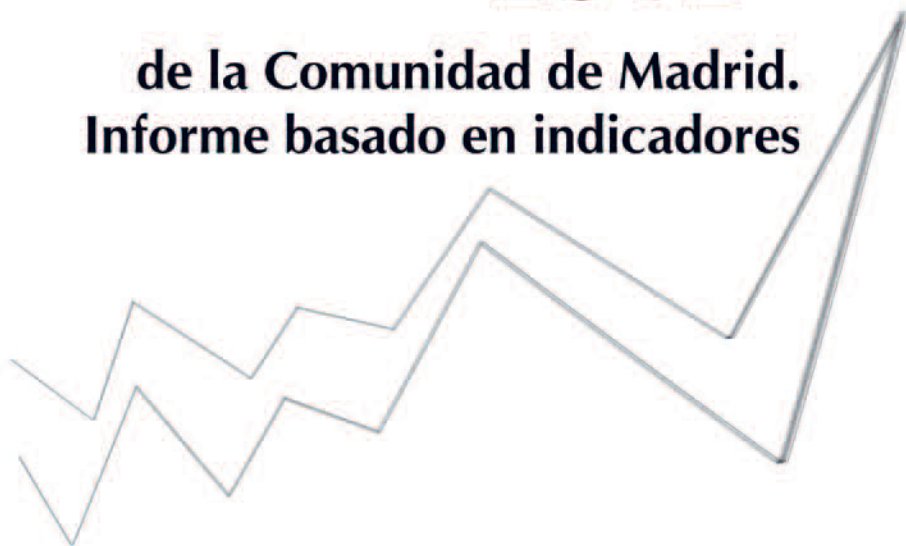 de la Comunidad de Madrid.
Informe basado en indicadores